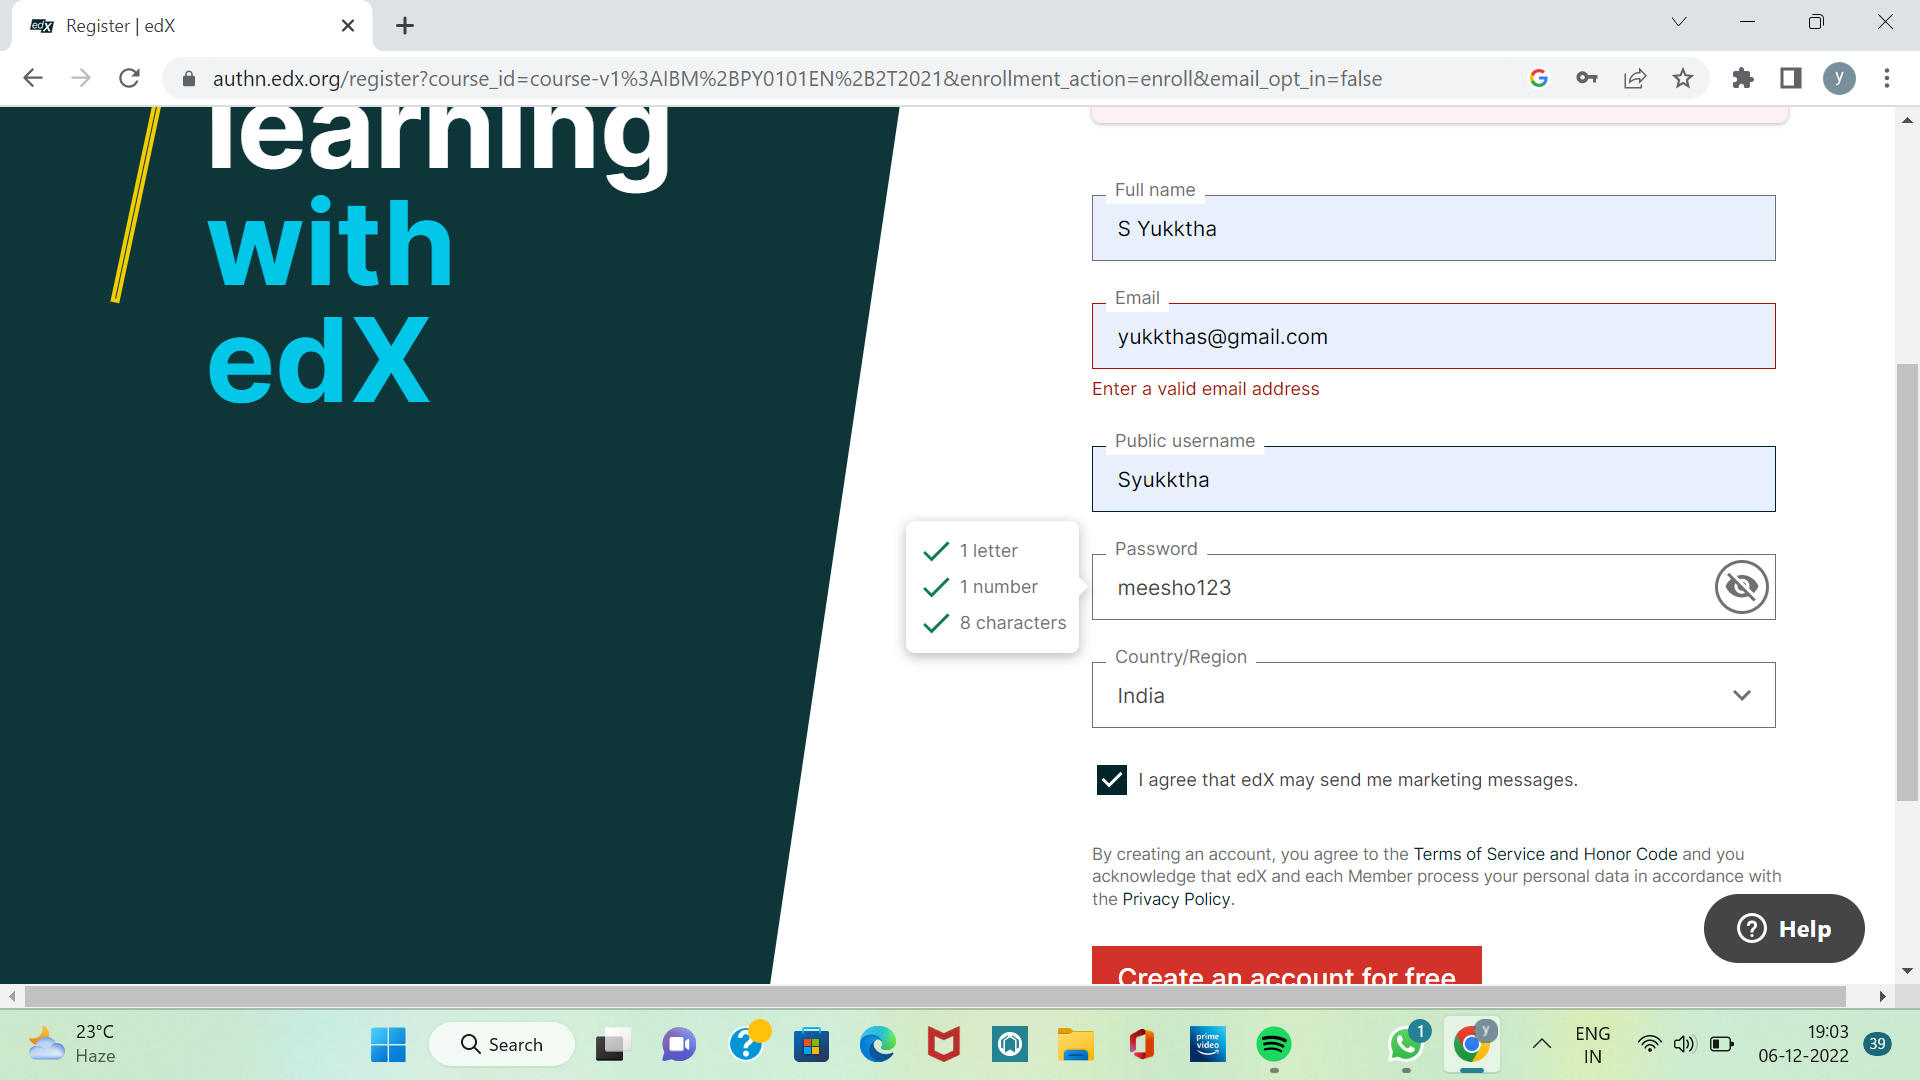 edX Register | edX
authn.edx.org/register?course_id=course-v1%3AIBM%2BPY0101EN%2B2T2021&enrollment_action=enroll&email_opt_in=false
y
learning
with
edX
Full name
S Yukktha
Email
yukkthas@gmail.com
Enter a valid email address
Public username
Syukktha
1 letter
1 number
8 characters
Password
meesho123
Country/Region
India
I agree that edX may send me marketing messages.
By creating an account, you agree to the Terms of Service and Honor Code and you
acknowledge that edX and each Member process your personal data in accordance with
the Privacy Policy.
Help
Create an account for free
23°C
Haze
Search
prime
video
1
y
ENG
IN
19:03
06-12-2022
39